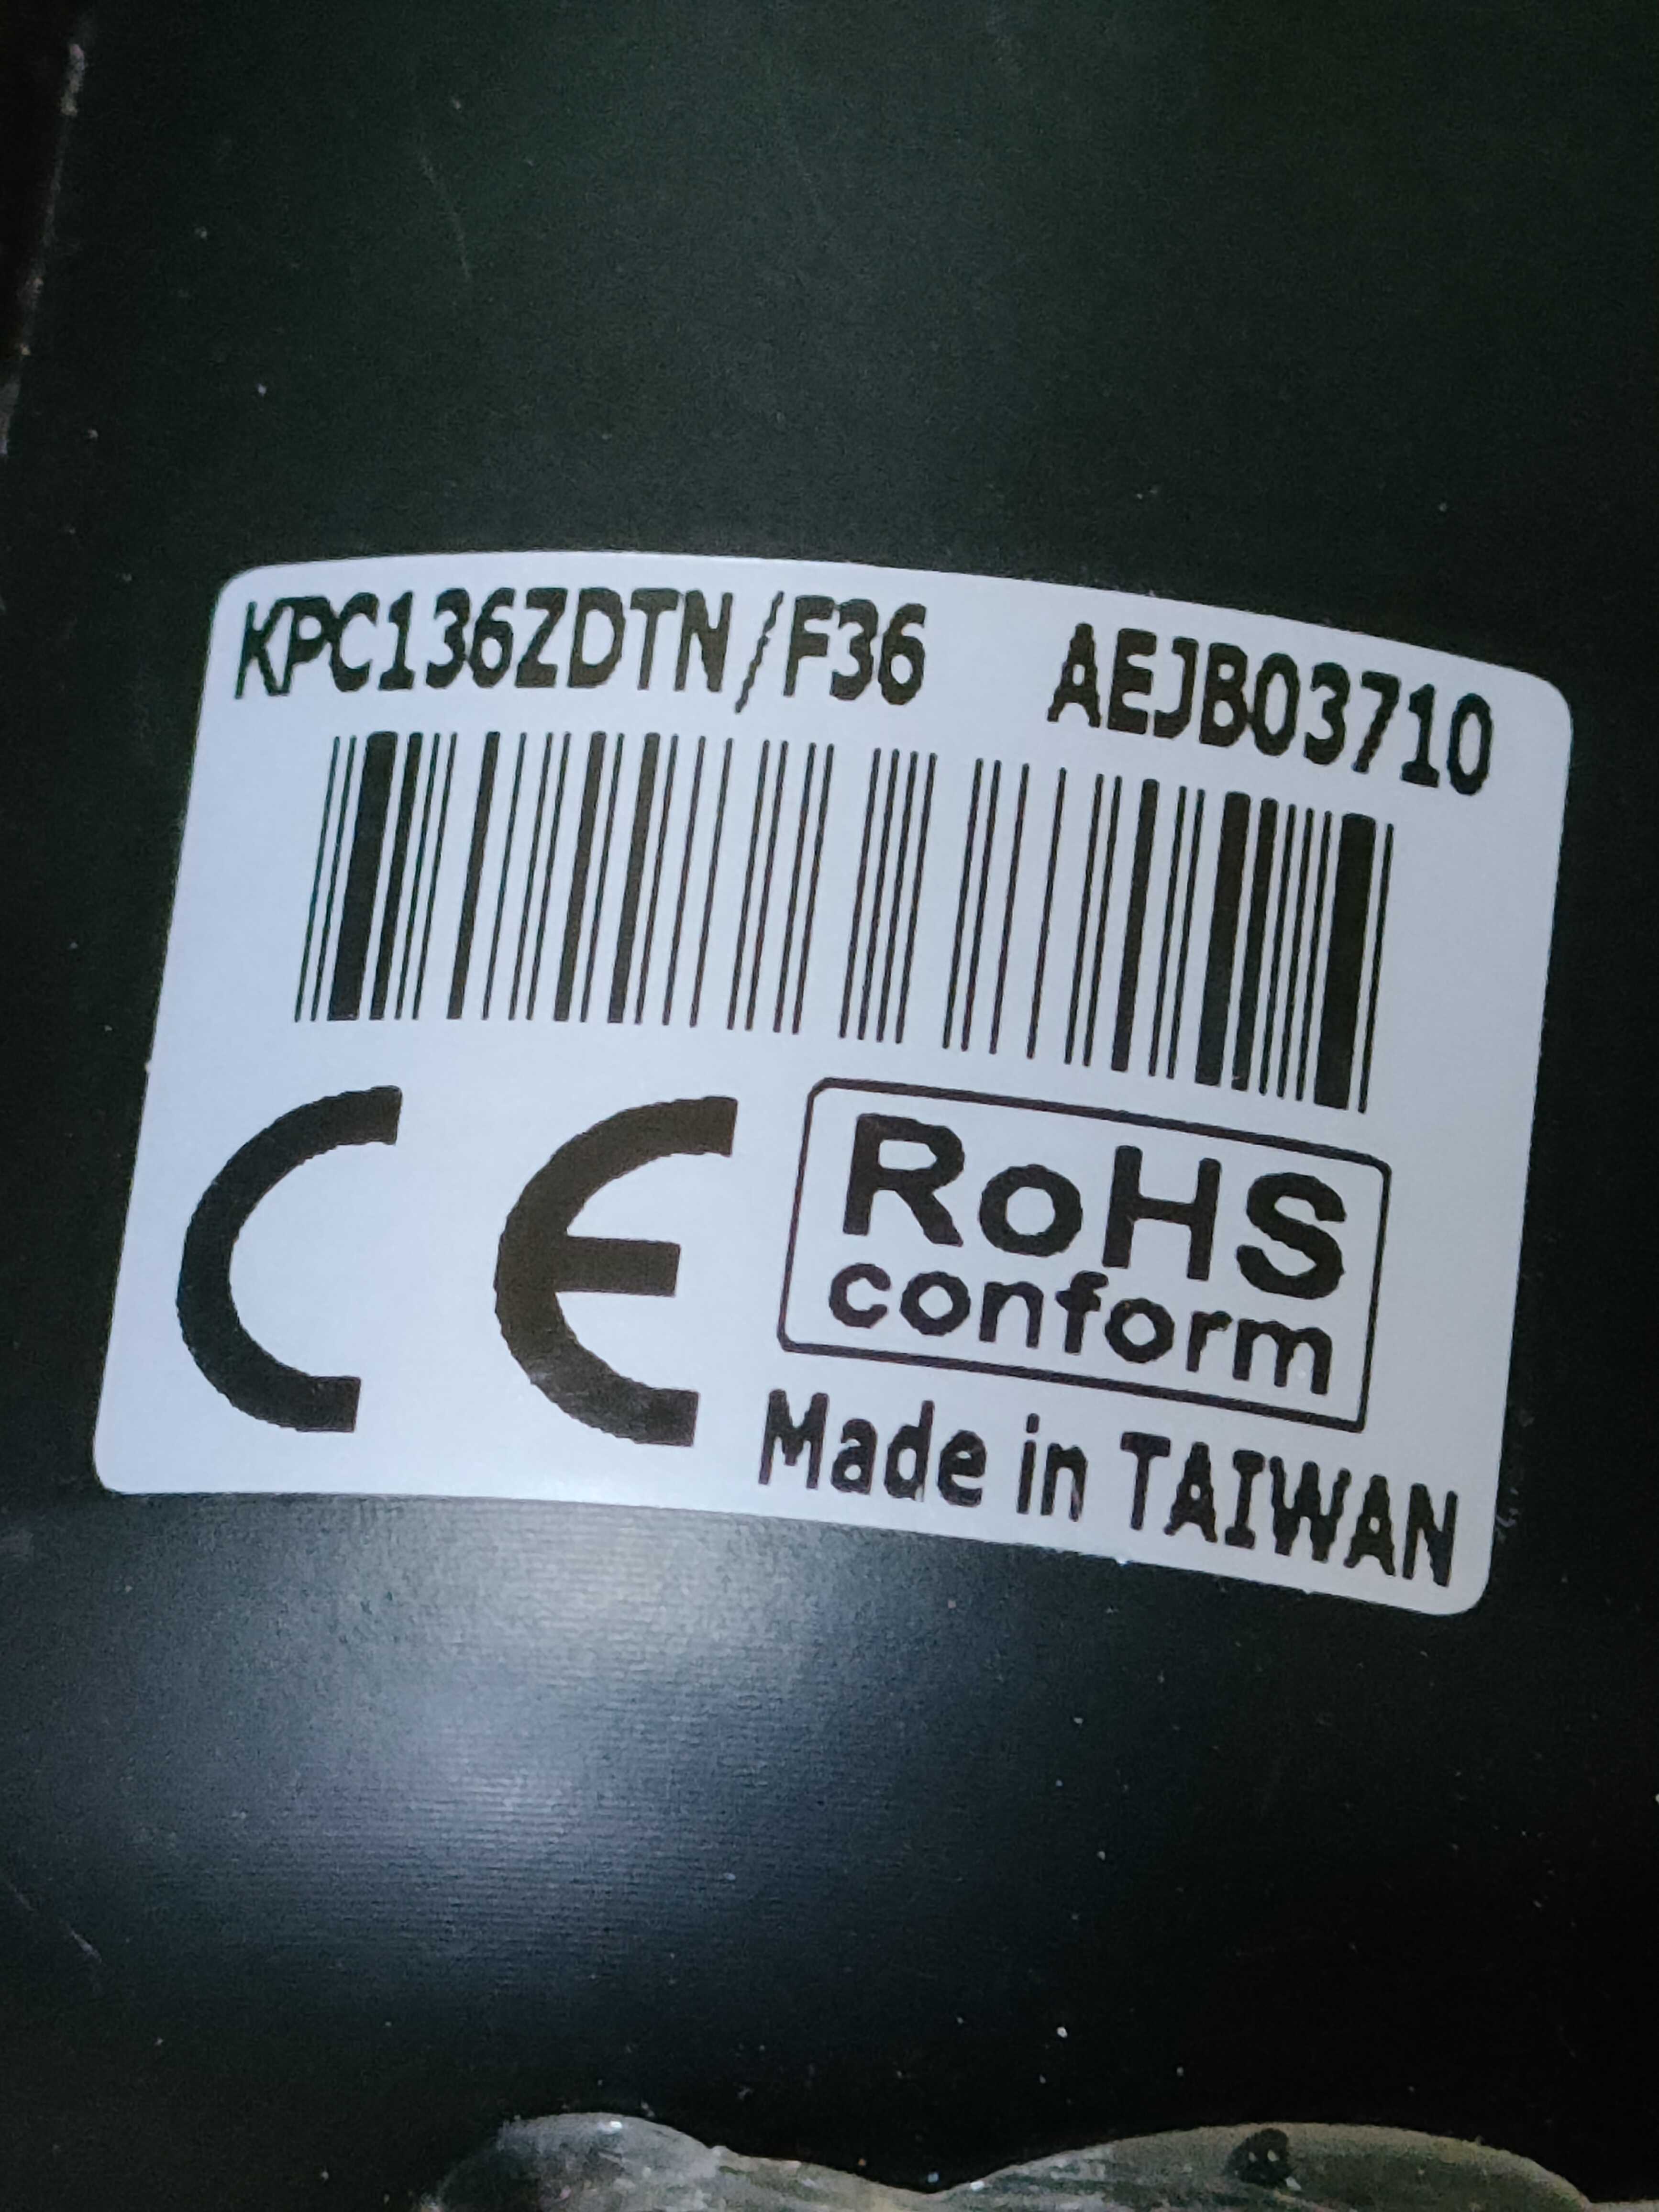 KPC136ZDTN/F36 AEJB03710
CE
RoHS
conform
Made in TAIWAN